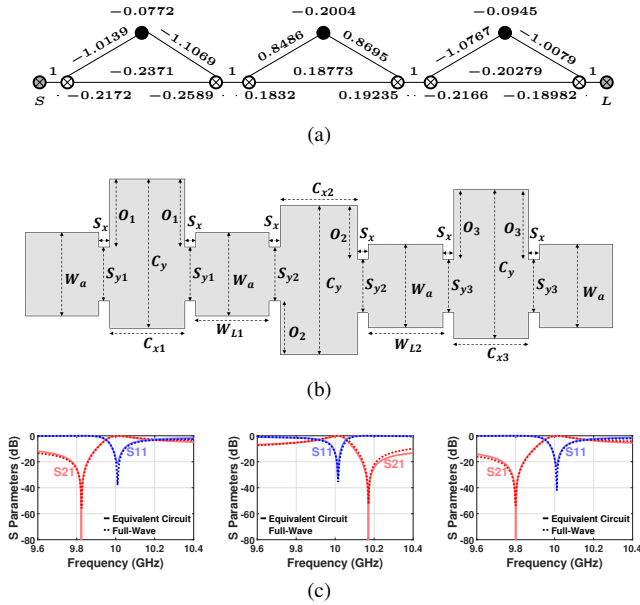 −0.0772 −0.2004 −0.0945
−1.0139 −1.1069 0.8486 0.8695 −1.0767 −1.0079
1 −0.2371 1 0.18773 1 −0.20279 1
−0.2172 −0.2589 0.1832 0.19235 −0.2166 −0.18982
S L
(a)
C_x2
S_x O_1 O_1 S_x S_x O_2 S_x S_x O_3 O_3 S_x
W_a S_y1 C_y S_y1 W_a S_y2 C_y S_y2 W_a S_y3 C_y S_y3 W_a
W_L1 O_2 W_L2
C_x1 C_x3
(b)
S Parameters (dB) 0 -20 -40 -60 -80
S11 S21
Equivalent Circuit
Full-Wave
9.6 9.8 10 10.2 10.4
Frequency (GHz)
S Parameters (dB) 0 -20 -40 -60 -80
S11 S21
Equivalent Circuit
Full-Wave
9.6 9.8 10 10.2 10.4
Frequency (GHz)
S Parameters (dB) 0 -20 -40 -60 -80
S21 S11
Equivalent Circuit
Full-Wave
9.6 9.8 10 10.2 10.4
Frequency (GHz)
(c)